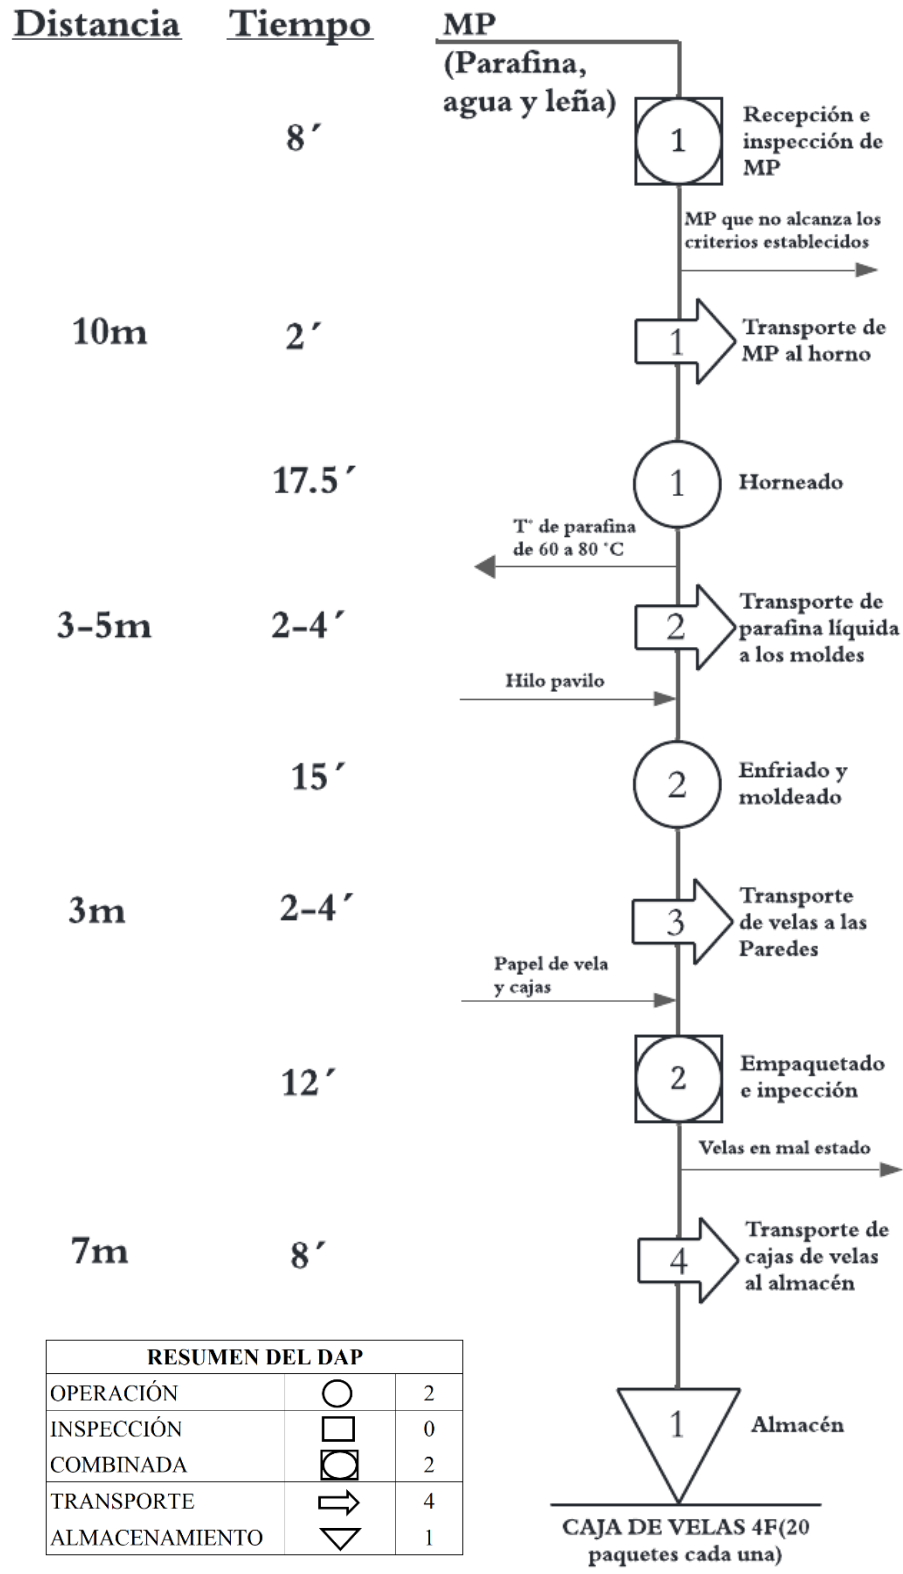 Distancia Tiempo MP
(Parafina,
agua y leña)
8´
1
Recepción e
inspección de
MP
MP que no alcanza los
criterios establecidos
10m
2´
1
Transporte de
MP al horno
17.5´
1
Horneado
T° de parafina
de 60 a 80 °C
3-5m
2-4´
2
Transporte de
parafina líquida
a los moldes
Hilo pavilo
15´
2
Enfriado y
moldeado
3m
2-4´
3
Transporte
de velas a las
Paredes
Papel de vela
y cajas
12´
2
Empaquetado
e inpección
Velas en mal estado
7m
8´
4
Transporte de
cajas de velas
al almacén
1
Almacén
CAJA DE VELAS 4F(20
paquetes cada una)
RESUMEN DEL DAP
OPERACIÓN 2
INSPECCIÓN 0
COMBINADA 2
TRANSPORTE 4
ALMACENAMIENTO 1